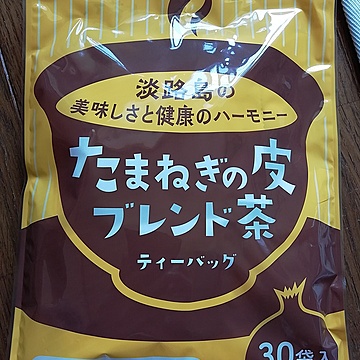 淡路島の
美味しさと健康のハーモニー
たまねぎの皮
ブレンド茶
ティーバッグ
30袋入